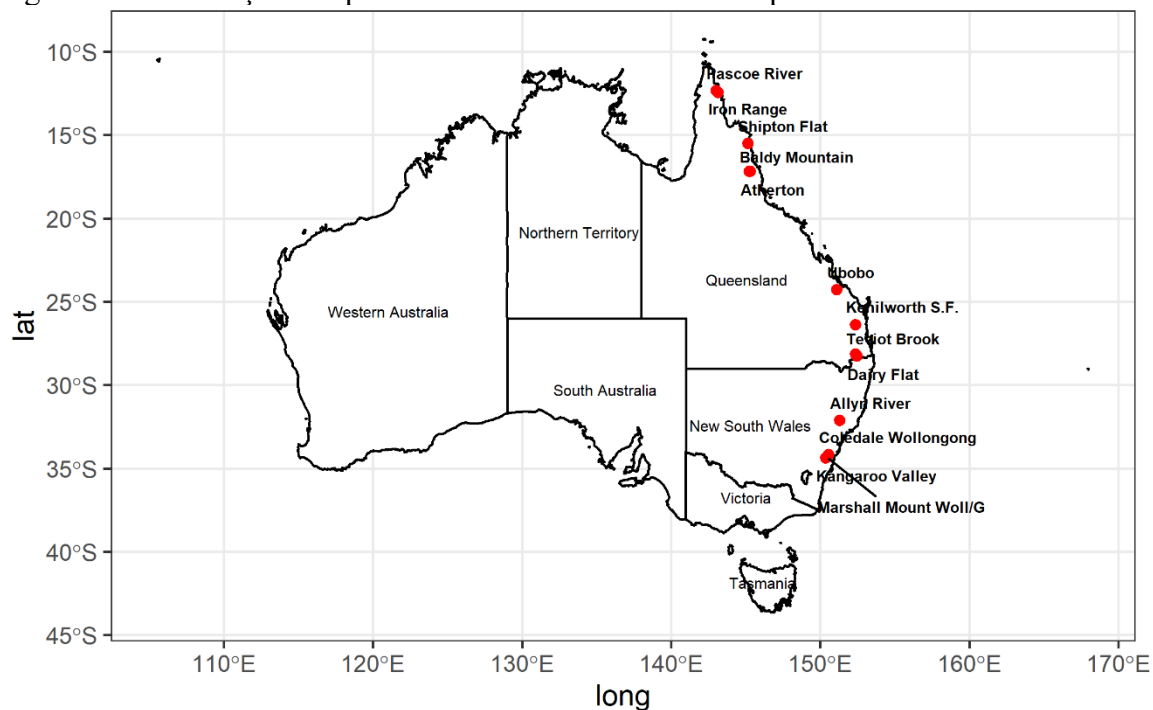 10°S
Pascoe River
Iron Range
15°S
Shipton Flat
Baldy Mountain
Atherton
20°S
Northern Territory
Ubobo
Queensland
25°S
Kenilworth S.F.
Western Australia
Teviot Brook
lat
Dairy Flat
30°S
South Australia
Allyn River
New South Wales
Coledale Wollongong
35°S
Kangaroo Valley
Victoria
Marshall Mount Woll/G
40°S
Tasmania
45°S
110°E 120°E 130°E 140°E 150°E 160°E 170°E
long